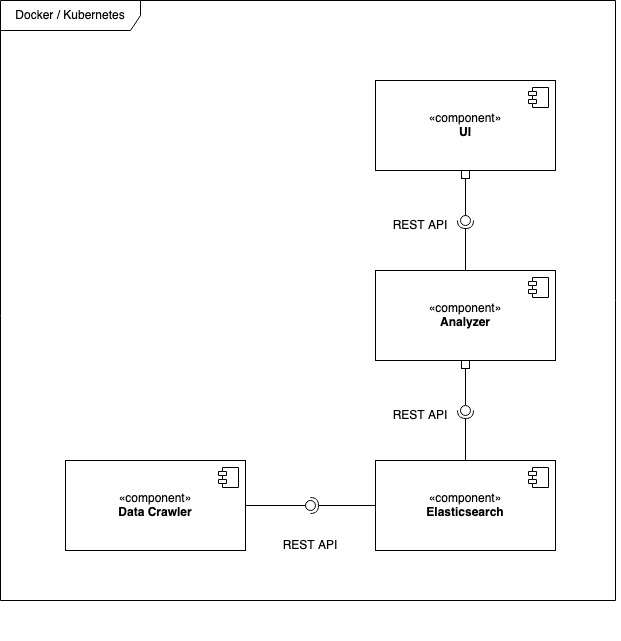 Docker / Kubernetes
«component»
UI
REST API
«component»
Analyzer
REST API
«component»
Data Crawler
«component»
Elasticsearch
REST API